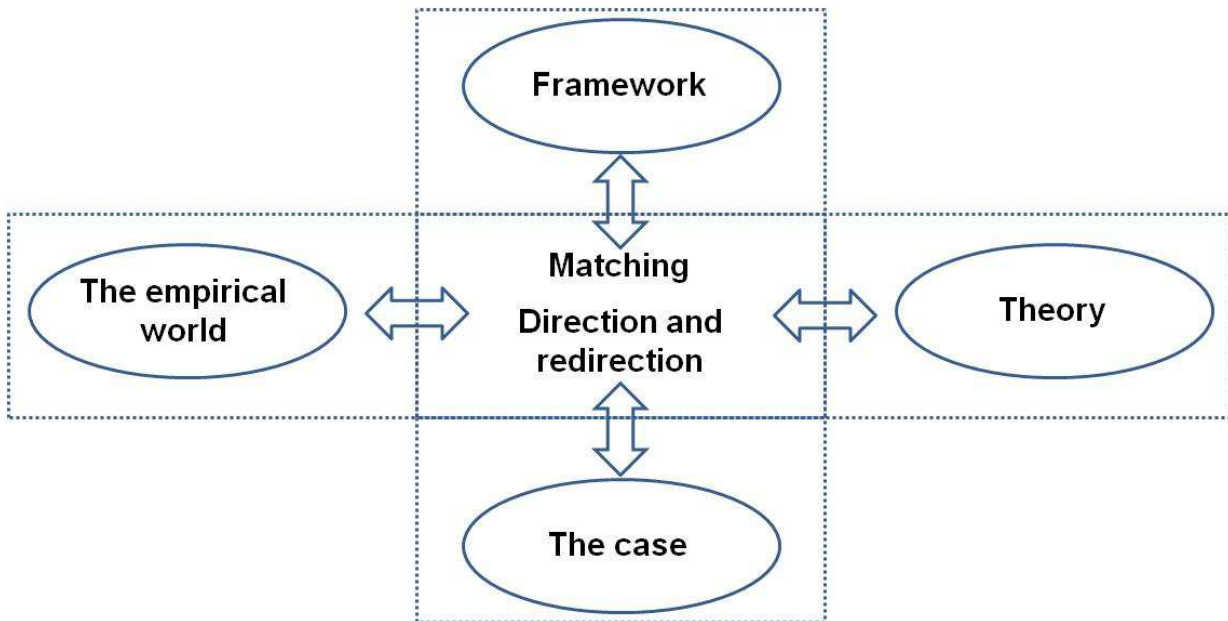 Framework
Matching
The empirical
world
Direction and
redirection
Theory
The case